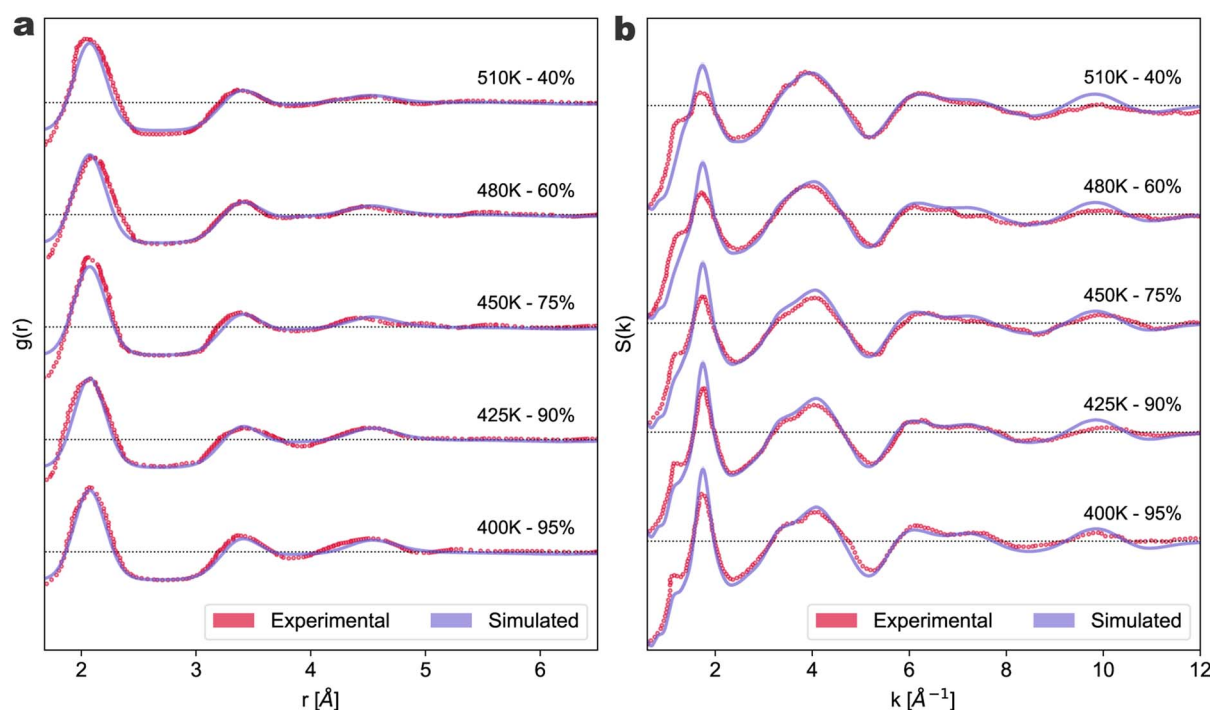 a
510K - 40%
480K - 60%
450K - 75%
425K - 90%
400K - 95%
g(r)
Experimental Simulated
2 3 4 5 6
r [Å]
b
510K - 40%
480K - 60%
450K - 75%
425K - 90%
400K - 95%
S(k)
Experimental Simulated
2 4 6 8 10 12
k [Å⁻¹]